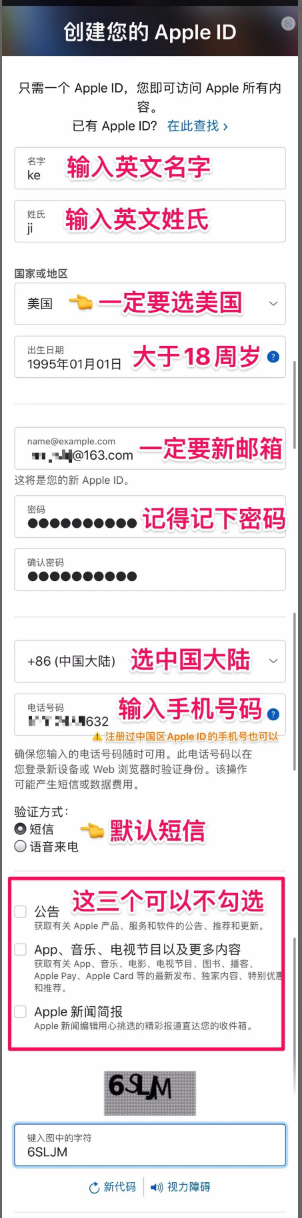 创建您的 Apple ID
只需一个 Apple ID，您即可访问 Apple 所有内
容。
已有 Apple ID？ 在此查找 ›
名字
ke
输入英文名字
姓氏
ji
输入英文姓氏
国家或地区
美国
一定要选美国
出生日期
1995年01月01日
大于18周岁
?
name@example.com
@163.com
一定要新邮箱
这将是您的新 Apple ID。
密码
记得记下密码
确认密码
+86 (中国大陆)
选中国大陆
电话号码
632
输入手机号码
?
注册过中国区Apple ID的手机号也可以
确保您输入的电话号码随时可用。此电话号码以在
您登录新设备或 Web 浏览器时验证身份。该操作
可能产生短信或数据费用。
验证方式：
短信
默认短信
语音来电
这三个可以不勾选
公告
获取有关 Apple 产品、服务和软件的公告、推荐和更新。
App、音乐、电视节目以及更多内容
获取有关 App、音乐、电影、电视节目、图书、播客、
Apple Pay、Apple Card 等的最新发布、独家内容、特别优惠
和推荐。
Apple 新闻简报
Apple 新闻编辑用心挑选的精彩报道直达您的收件箱。
6SLJM
键入图中的字符
6SLJM
新代码
视力障碍